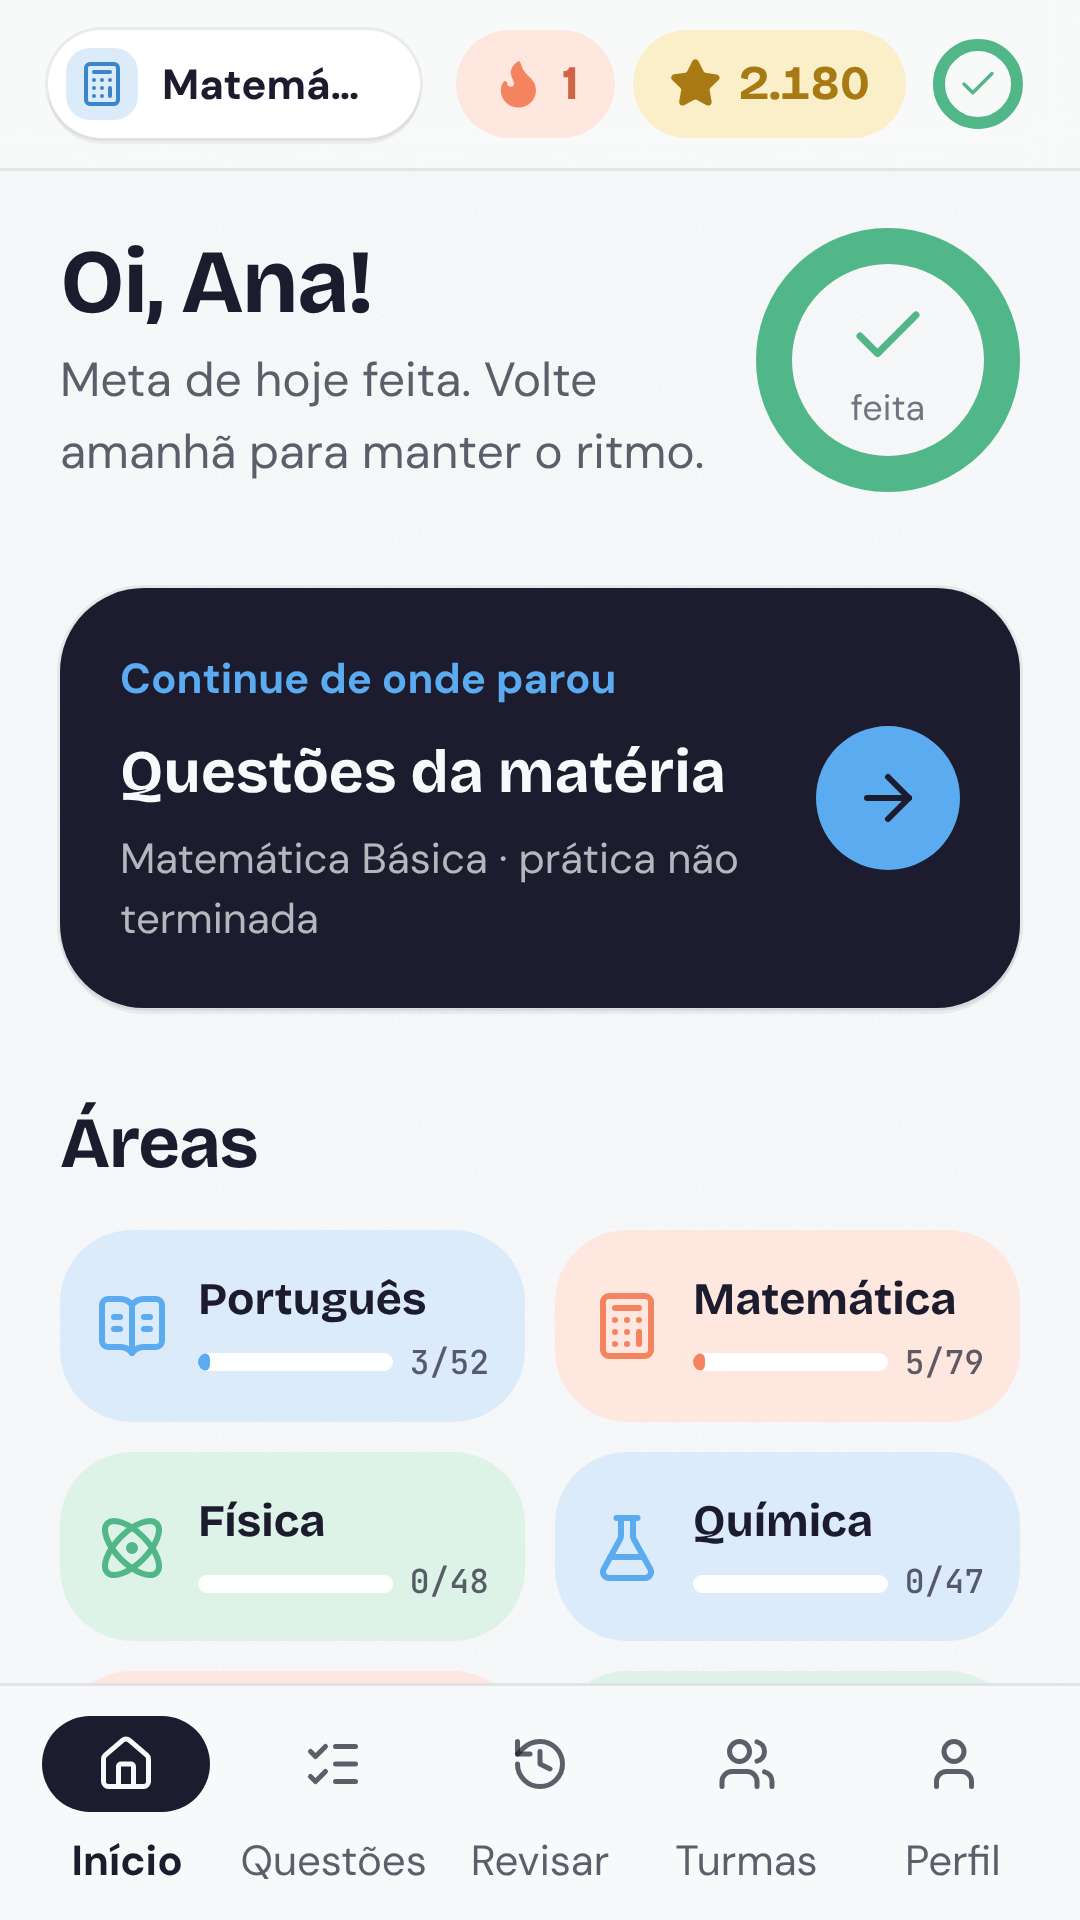 Matemá...
1
2.180
Oi, Ana!
Meta de hoje feita. Volte
amanhã para manter o ritmo.
feita
Continue de onde parou
Questões da matéria
Matemática Básica · prática não
terminada
Áreas
Português
3/52
Matemática
5/79
Física
0/48
Química
0/47
Início
Questões
Revisar
Turmas
Perfil